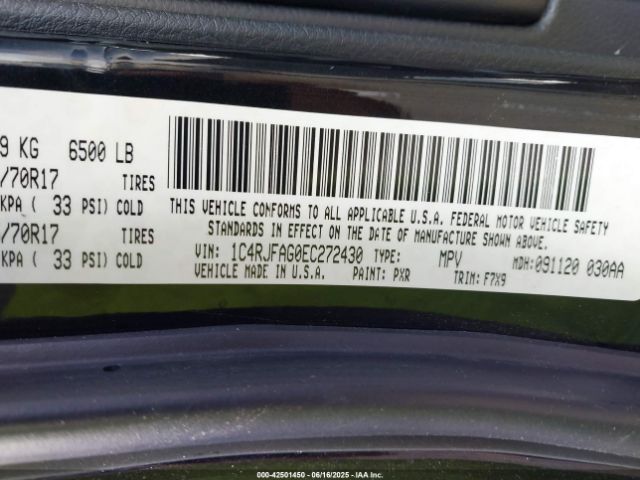 9 KG 6500 LB
/70R17 TIRES
KPA ( 33 PSI) COLD
/70R17 TIRES
KPA ( 33 PSI) COLD
THIS VEHICLE CONFORMS TO ALL APPLICABLE U.S.A. FEDERAL MOTOR VEHICLE SAFETY
STANDARDS IN EFFECT ON THE DATE OF MANUFACTURE SHOWN ABOVE.
VIN: 1C4RJFAG0EC272430 TYPE: MPV MDH:091120 030AA
VEHICLE MADE IN U.S.A. PAINT: PXR TRIM: F7X9
000-42501450 - 06/16/2025 - IAAI.COM